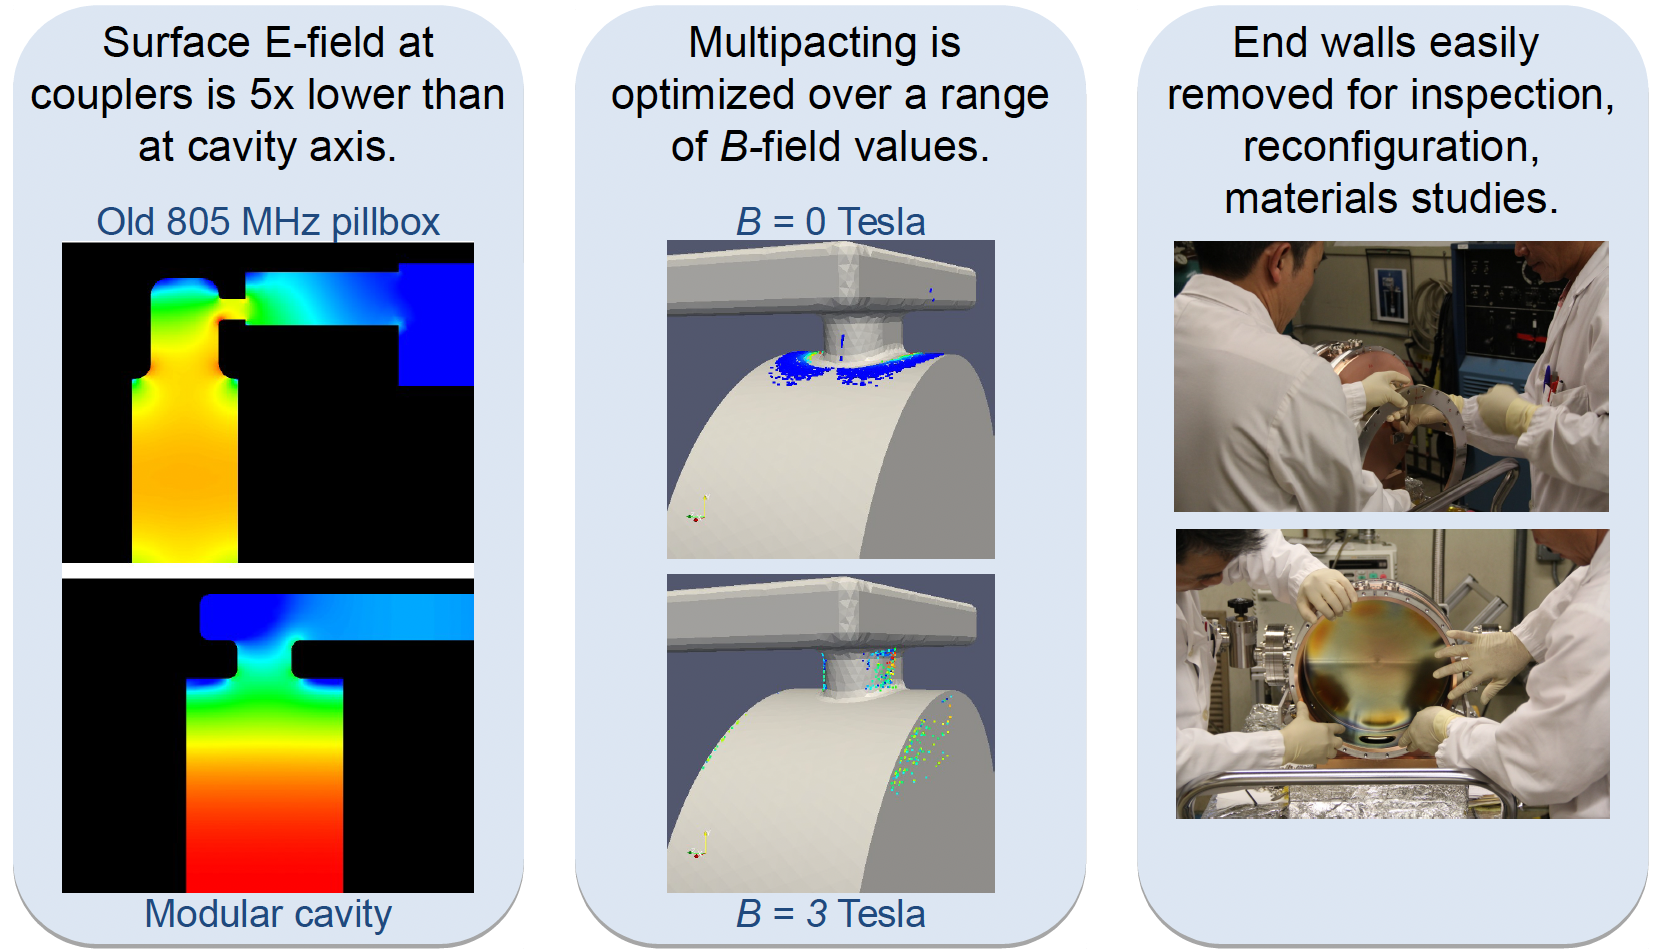 Surface E-field at
couplers is 5x lower than
at cavity axis.
Old 805 MHz pillbox
Modular cavity
Multipacting is
optimized over a range
of B-field values.
B = 0 Tesla
B = 3 Tesla
End walls easily
removed for inspection,
reconfiguration,
materials studies.